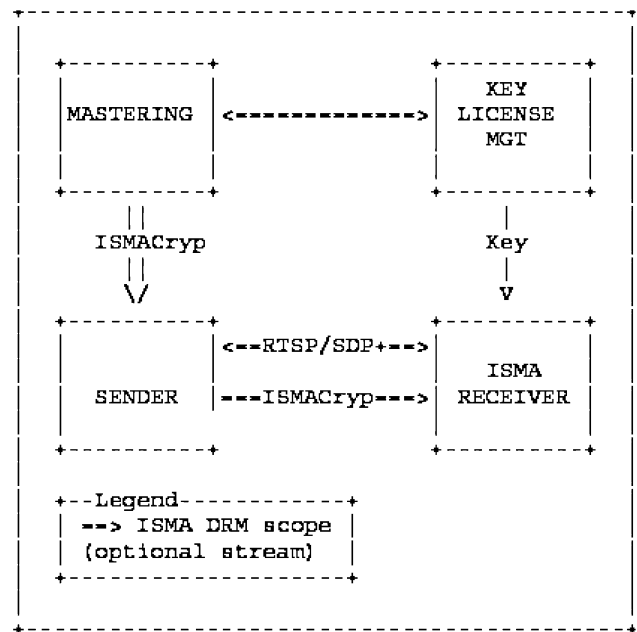 KEY
MASTERING <-------------> LICENSE
MGT
ISMACryp Key
V
<--RTSP/SDP+-->
ISMA
SENDER ---ISMACryp---> RECEIVER
Legend
--> ISMA DRM scope
(optional stream)